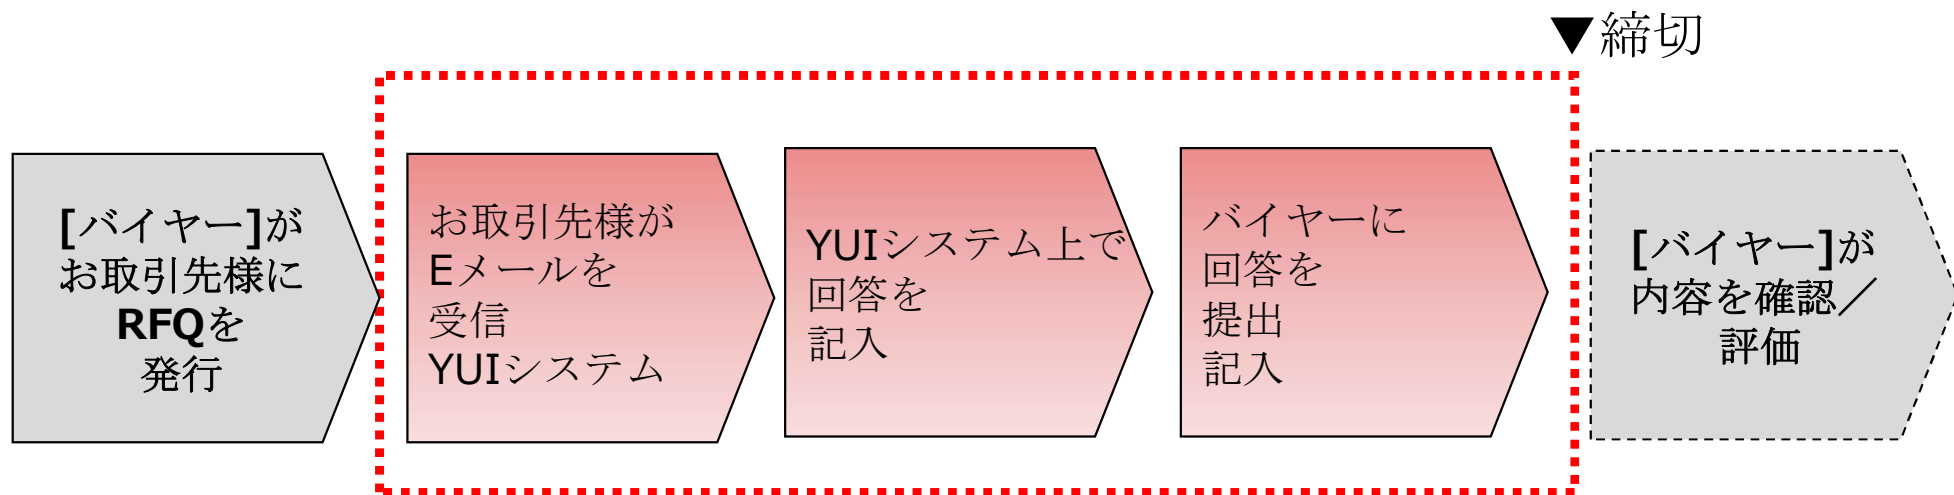 ▼締切
[バイヤー]が
お取引先様に
RFQを
発行
お取引先様が
Eメールを
受信
YUIシステム
YUIシステム上で
回答を
記入
バイヤーに
回答を
提出
記入
[バイヤー]が
内容を確認／
評価